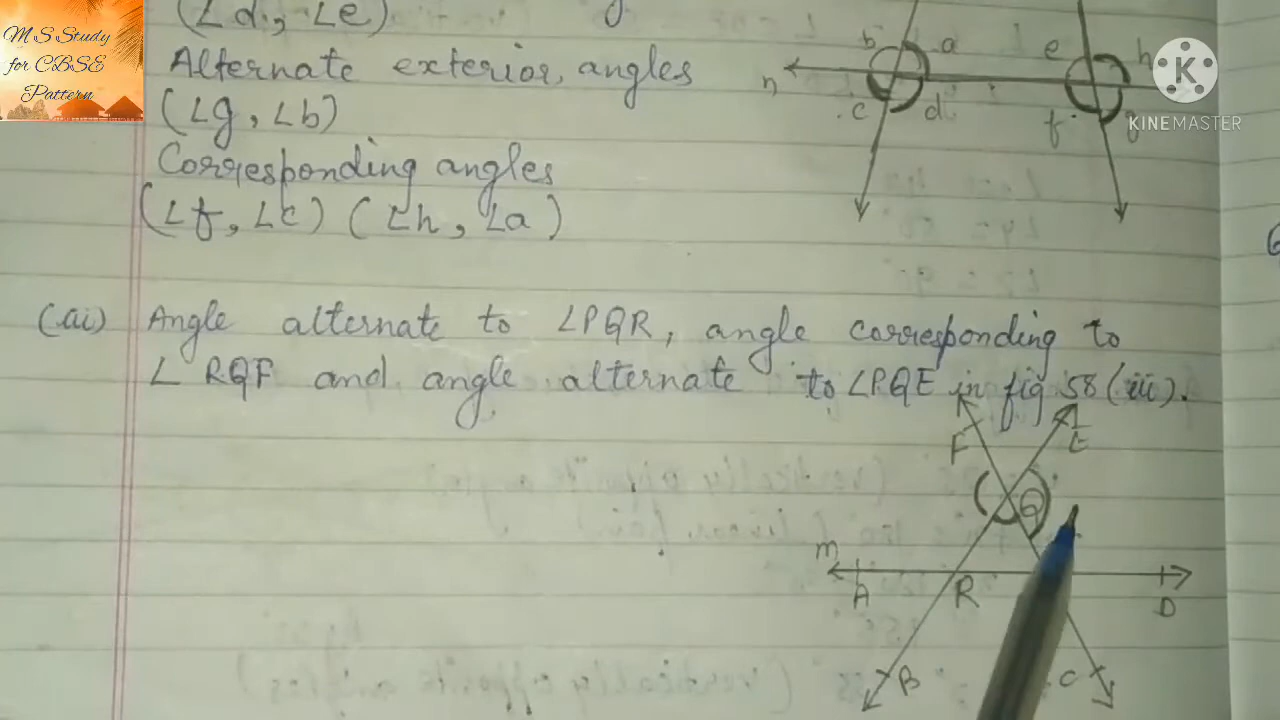 M S Study
for CBSE
Pattern
(∠d, ∠e)
Alternate exterior angles
(∠g, ∠b)
Corresponding angles
(∠f, ∠c) (∠h, ∠a)
b a e h
n
c d f g
KINEMASTER
(iii) Angle alternate to ∠PQR, angle corresponding to
∠RQF and angle alternate to ∠PQE in fig 58 (iii).
F E
Q
m
A R D
B C